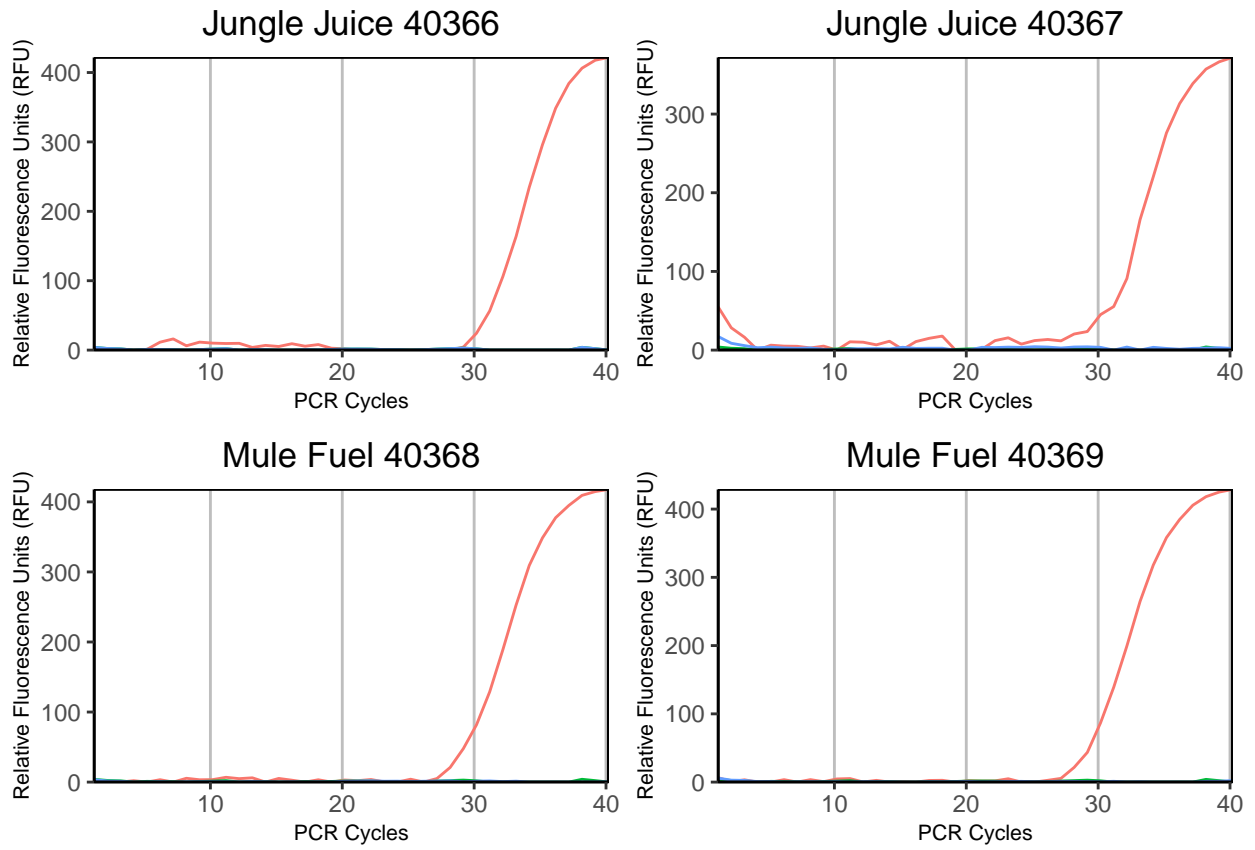 Jungle Juice 40366
Relative Fluorescence Units (RFU)
400
300
200
100
0
10 20 30 40
PCR Cycles
Jungle Juice 40367
Relative Fluorescence Units (RFU)
300
200
100
0
10 20 30 40
PCR Cycles
Mule Fuel 40368
Relative Fluorescence Units (RFU)
400
300
200
100
0
10 20 30 40
PCR Cycles
Mule Fuel 40369
Relative Fluorescence Units (RFU)
400
300
200
100
0
10 20 30 40
PCR Cycles